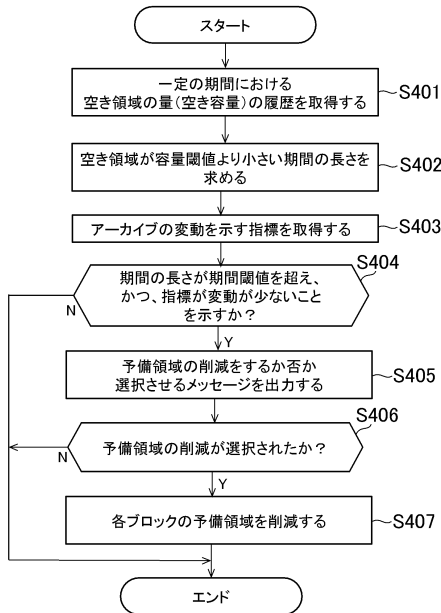 スタート
一定の期間における
空き領域の量(空き容量)の履歴を取得する
S401
空き領域が容量閾値より小さい期間の長さを
求める
S402
アーカイブの変動を示す指標を取得する
S403
期間の長さが期間閾値を超え、
かつ、指標が変動が少ないこと
を示すか?
S404
N
Y
予備領域の削減をするか否か
選択させるメッセージを出力する
S405
予備領域の削減が選択されたか?
S406
N
Y
各ブロックの予備領域を削減する
S407
エンド